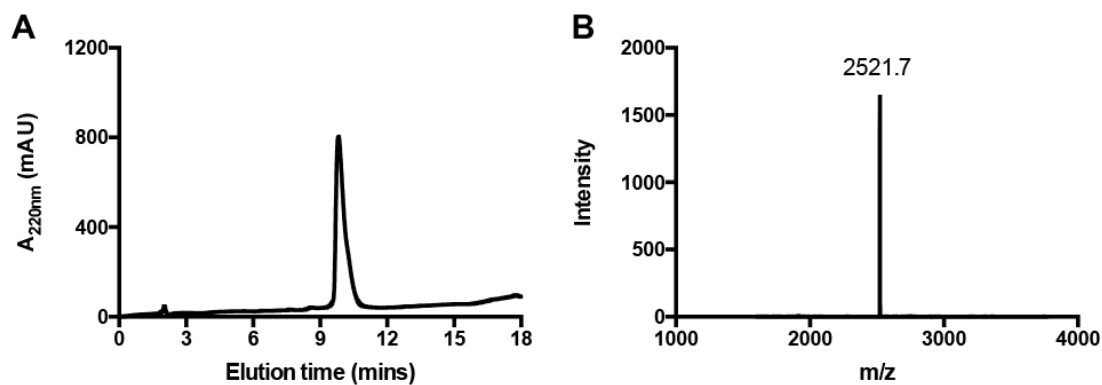 A
1200
800
400
0
A220nm (mAU)
0 3 6 9 12 15 18
Elution time (mins)
B
2000
1500
1000
500
0
Intensity
2521.7
1000 2000 3000 4000
m/z